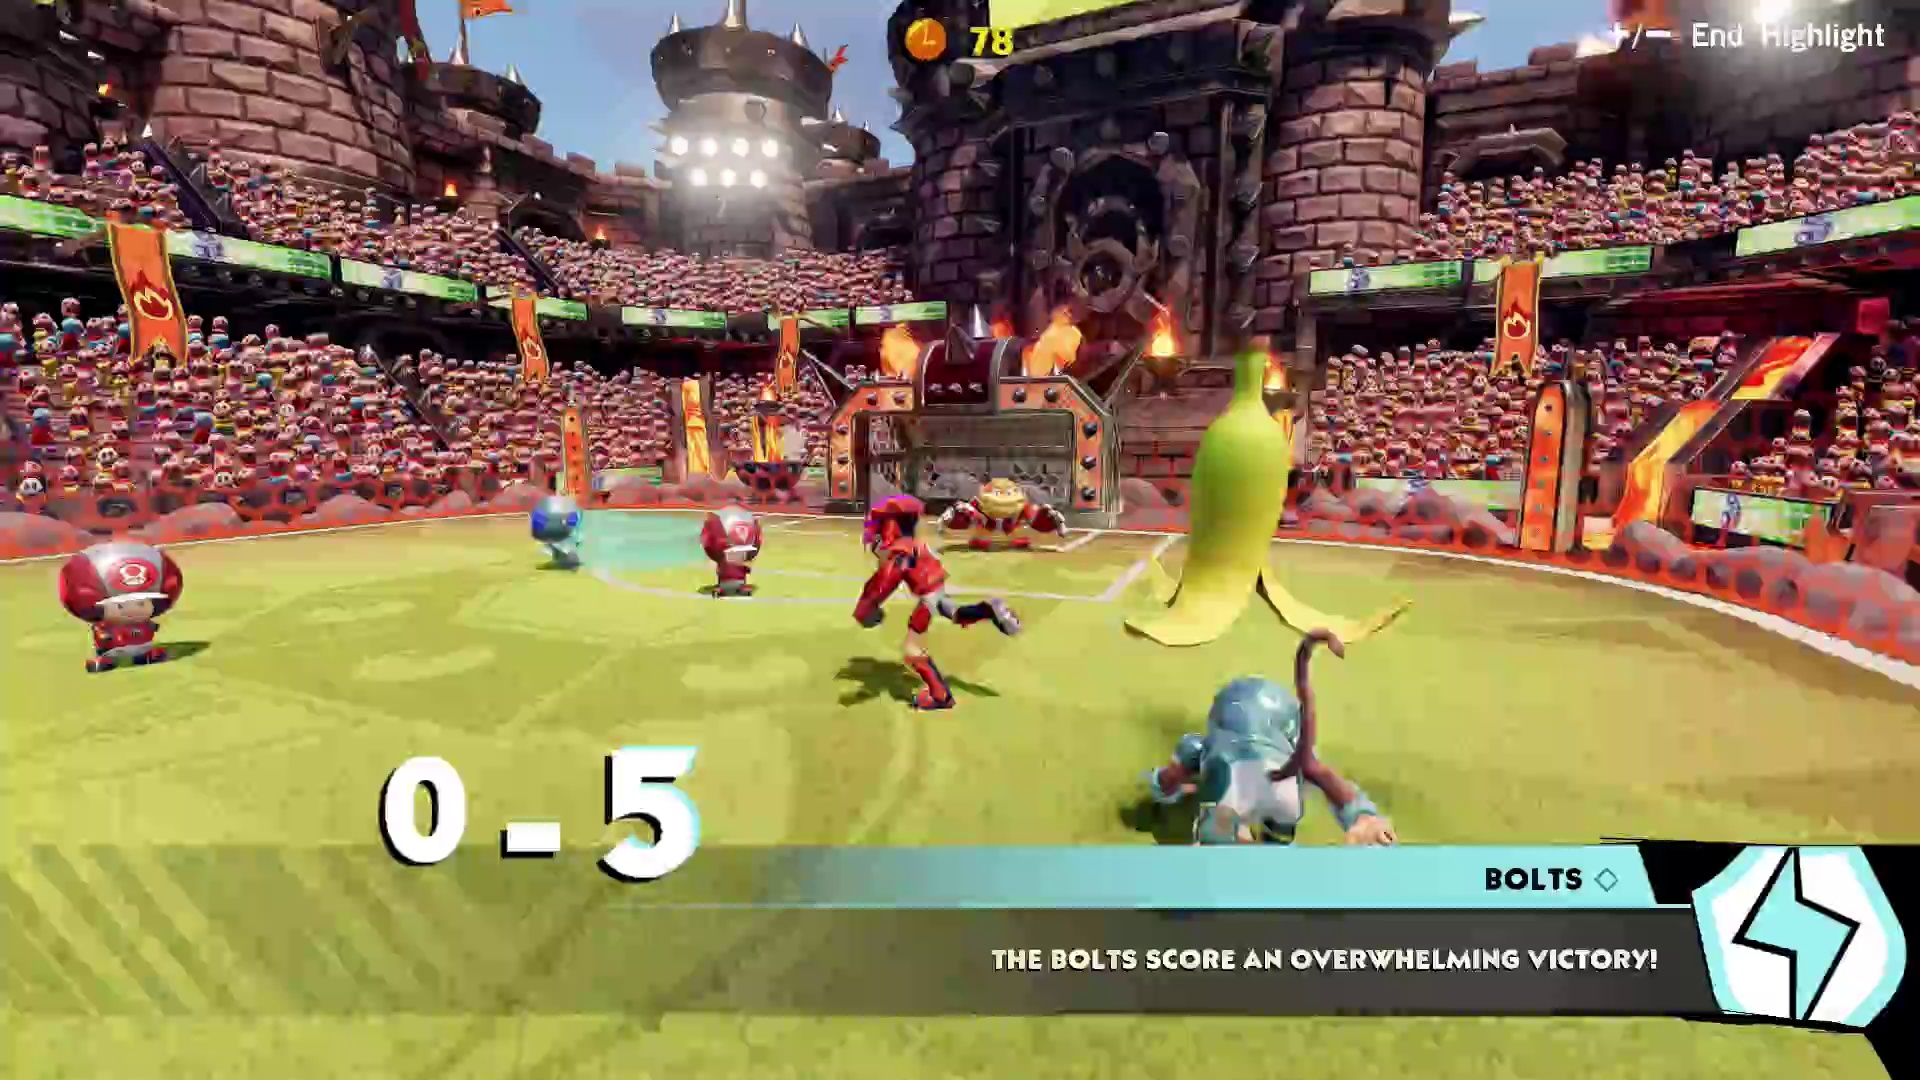 78
+/− End Highlight
0 - 5
BOLTS
THE BOLTS SCORE AN OVERWHELMING VICTORY!